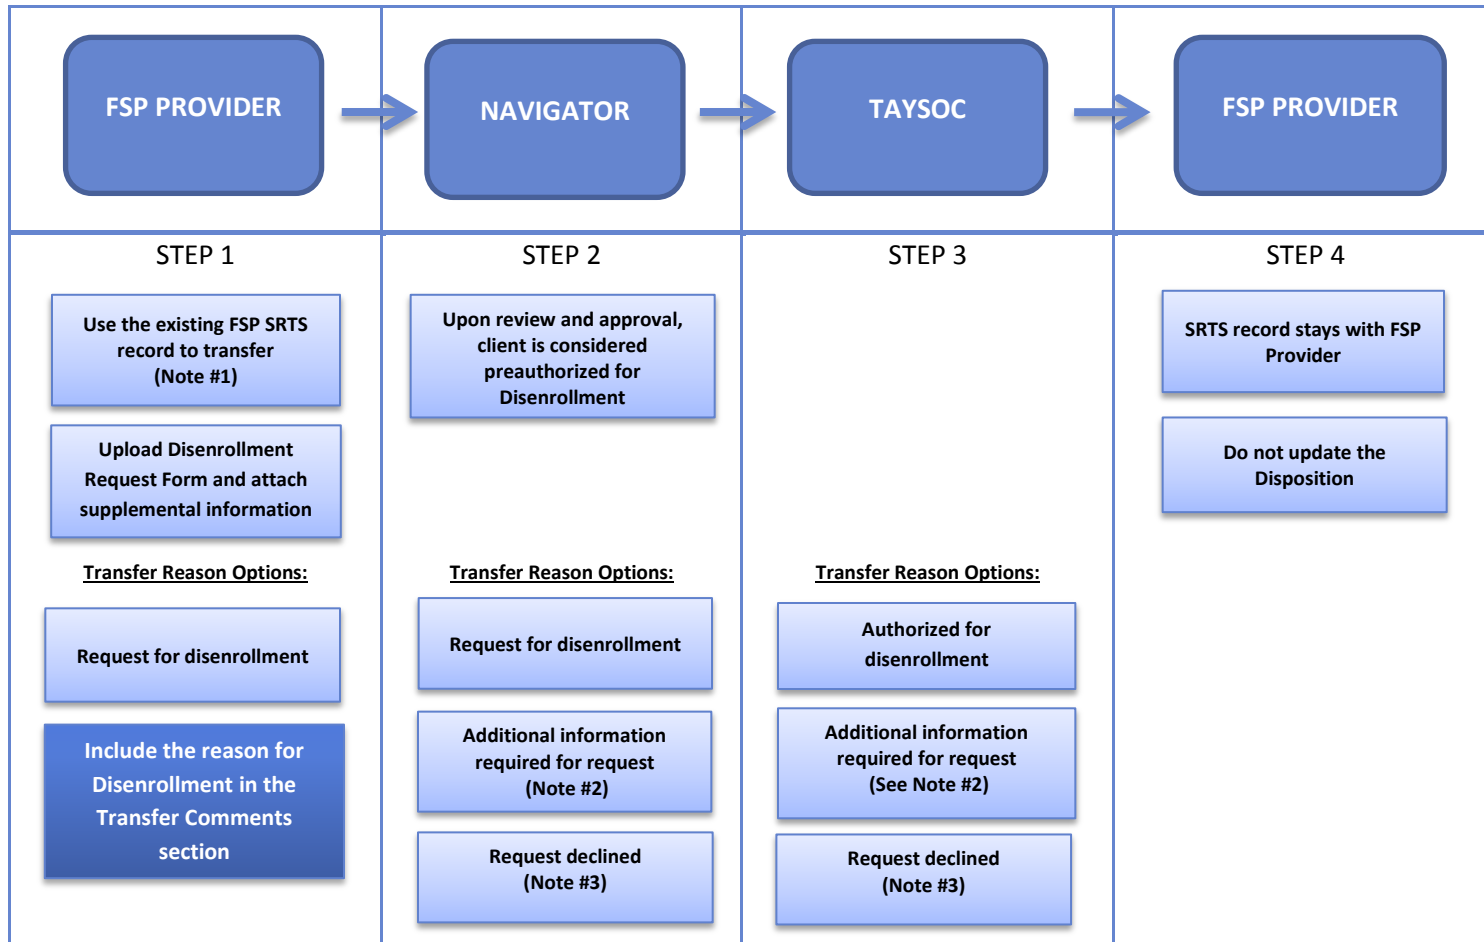 FSP PROVIDER
NAVIGATOR
TAYSOC
FSP PROVIDER
STEP 1
Use the existing FSP SRTS
record to transfer
(Note #1)
Upload Disenrollment
Request Form and attach
supplemental information
Transfer Reason Options:
Request for disenrollment
Include the reason for
Disenrollment in the
Transfer Comments
section
STEP 2
Upon review and approval,
client is considered
preauthorized for
Disenrollment
Transfer Reason Options:
Request for disenrollment
Additional information
required for request
(Note #2)
Request declined
(Note #3)
STEP 3
Transfer Reason Options:
Authorized for
disenrollment
Additional information
required for request
(See Note #2)
Request declined
(Note #3)
STEP 4
SRTS record stays with FSP
Provider
Do not update the
Disposition